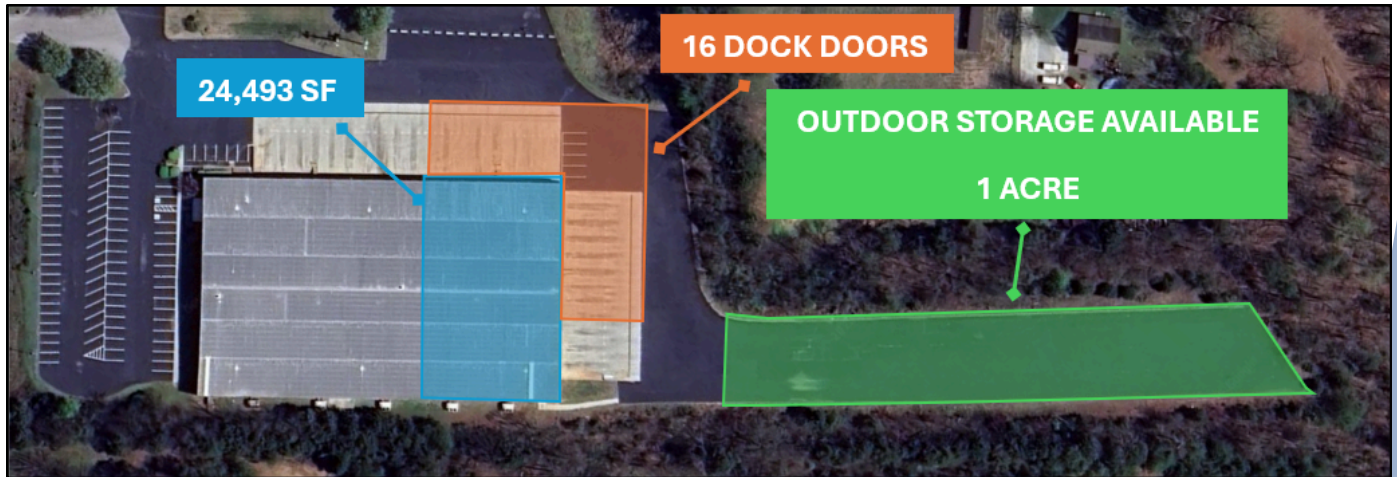 16 DOCK DOORS
24,493 SF
OUTDOOR STORAGE AVAILABLE
1 ACRE